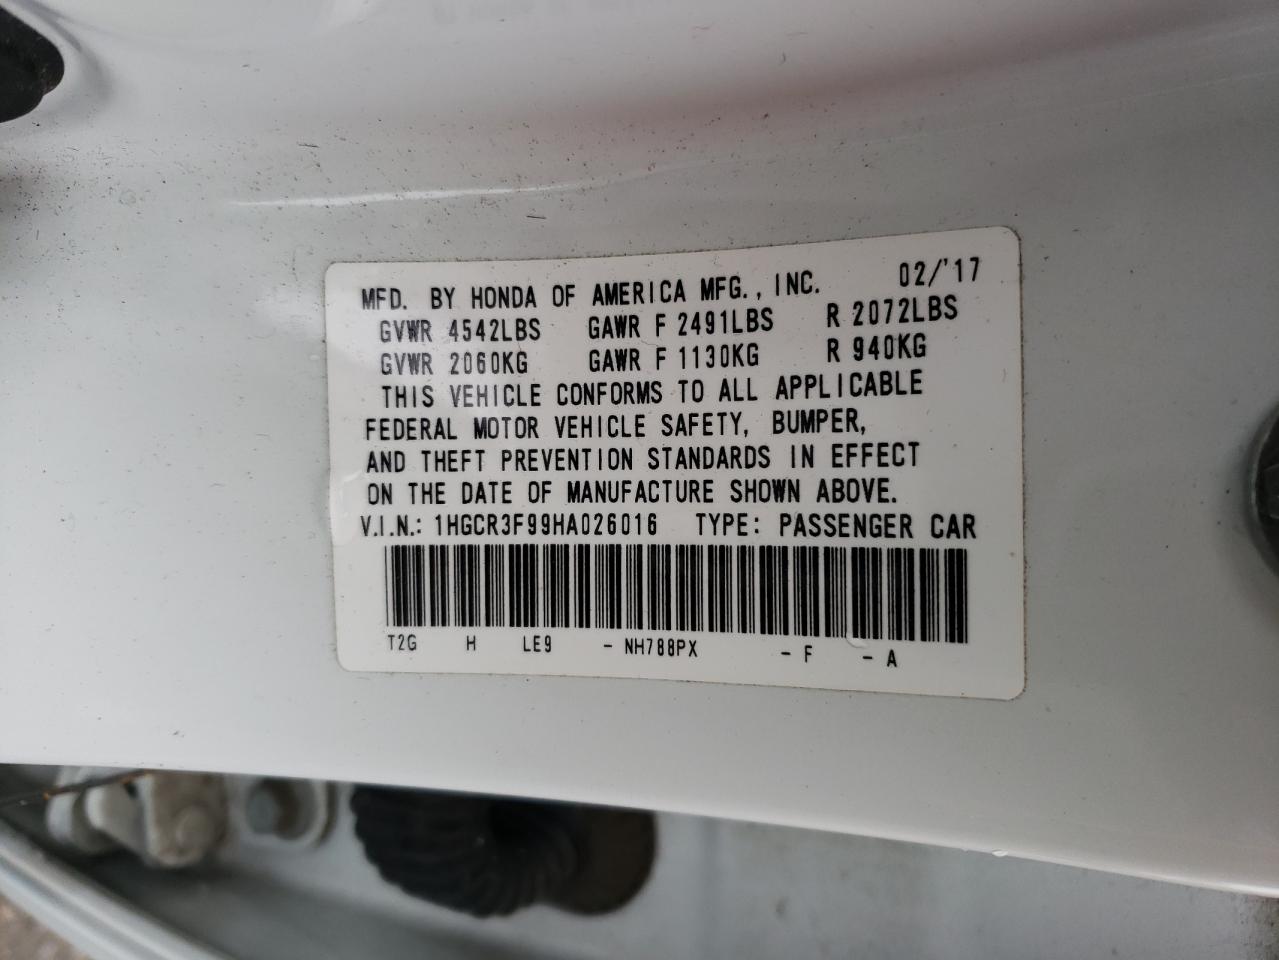 MFD. BY HONDA OF AMERICA MFG., INC. 02/'17
GVWR 4542LBS GAWR F 2491LBS R 2072LBS
GVWR 2060KG GAWR F 1130KG R 940KG
THIS VEHICLE CONFORMS TO ALL APPLICABLE
FEDERAL MOTOR VEHICLE SAFETY, BUMPER,
AND THEFT PREVENTION STANDARDS IN EFFECT
ON THE DATE OF MANUFACTURE SHOWN ABOVE.
V.I.N.: 1HGCR3F99HA026016 TYPE: PASSENGER CAR
T2G H LE9 - NH788PX - F - A